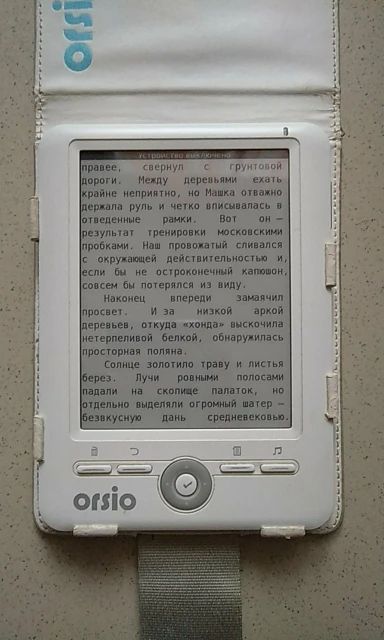 orsio
Устройство выключено
правее, свернул с грунтовой
дороги. Между деревьями ехать
крайне неприятно, но Машка отважно
держала руль и четко вписывалась в
отведенные рамки. Вот он —
результат тренировки московскими
пробками. Наш провожатый сливался
с окружающей действительностью и,
если бы не остроконечный капюшон,
совсем бы потерялся из виду.
Наконец впереди замаячил
просвет. Из-за низкой аркой
деревьев, откуда «хонда» выскочила
нетерпеливой белкой, обнаружилась
просторная поляна.
Солнце золотило траву и листья
берез. Лучи ровными полосами
падали на скопище палаток, но
отдельно выделяли огромный шатер —
безвкусную дань средневековью.
orsio